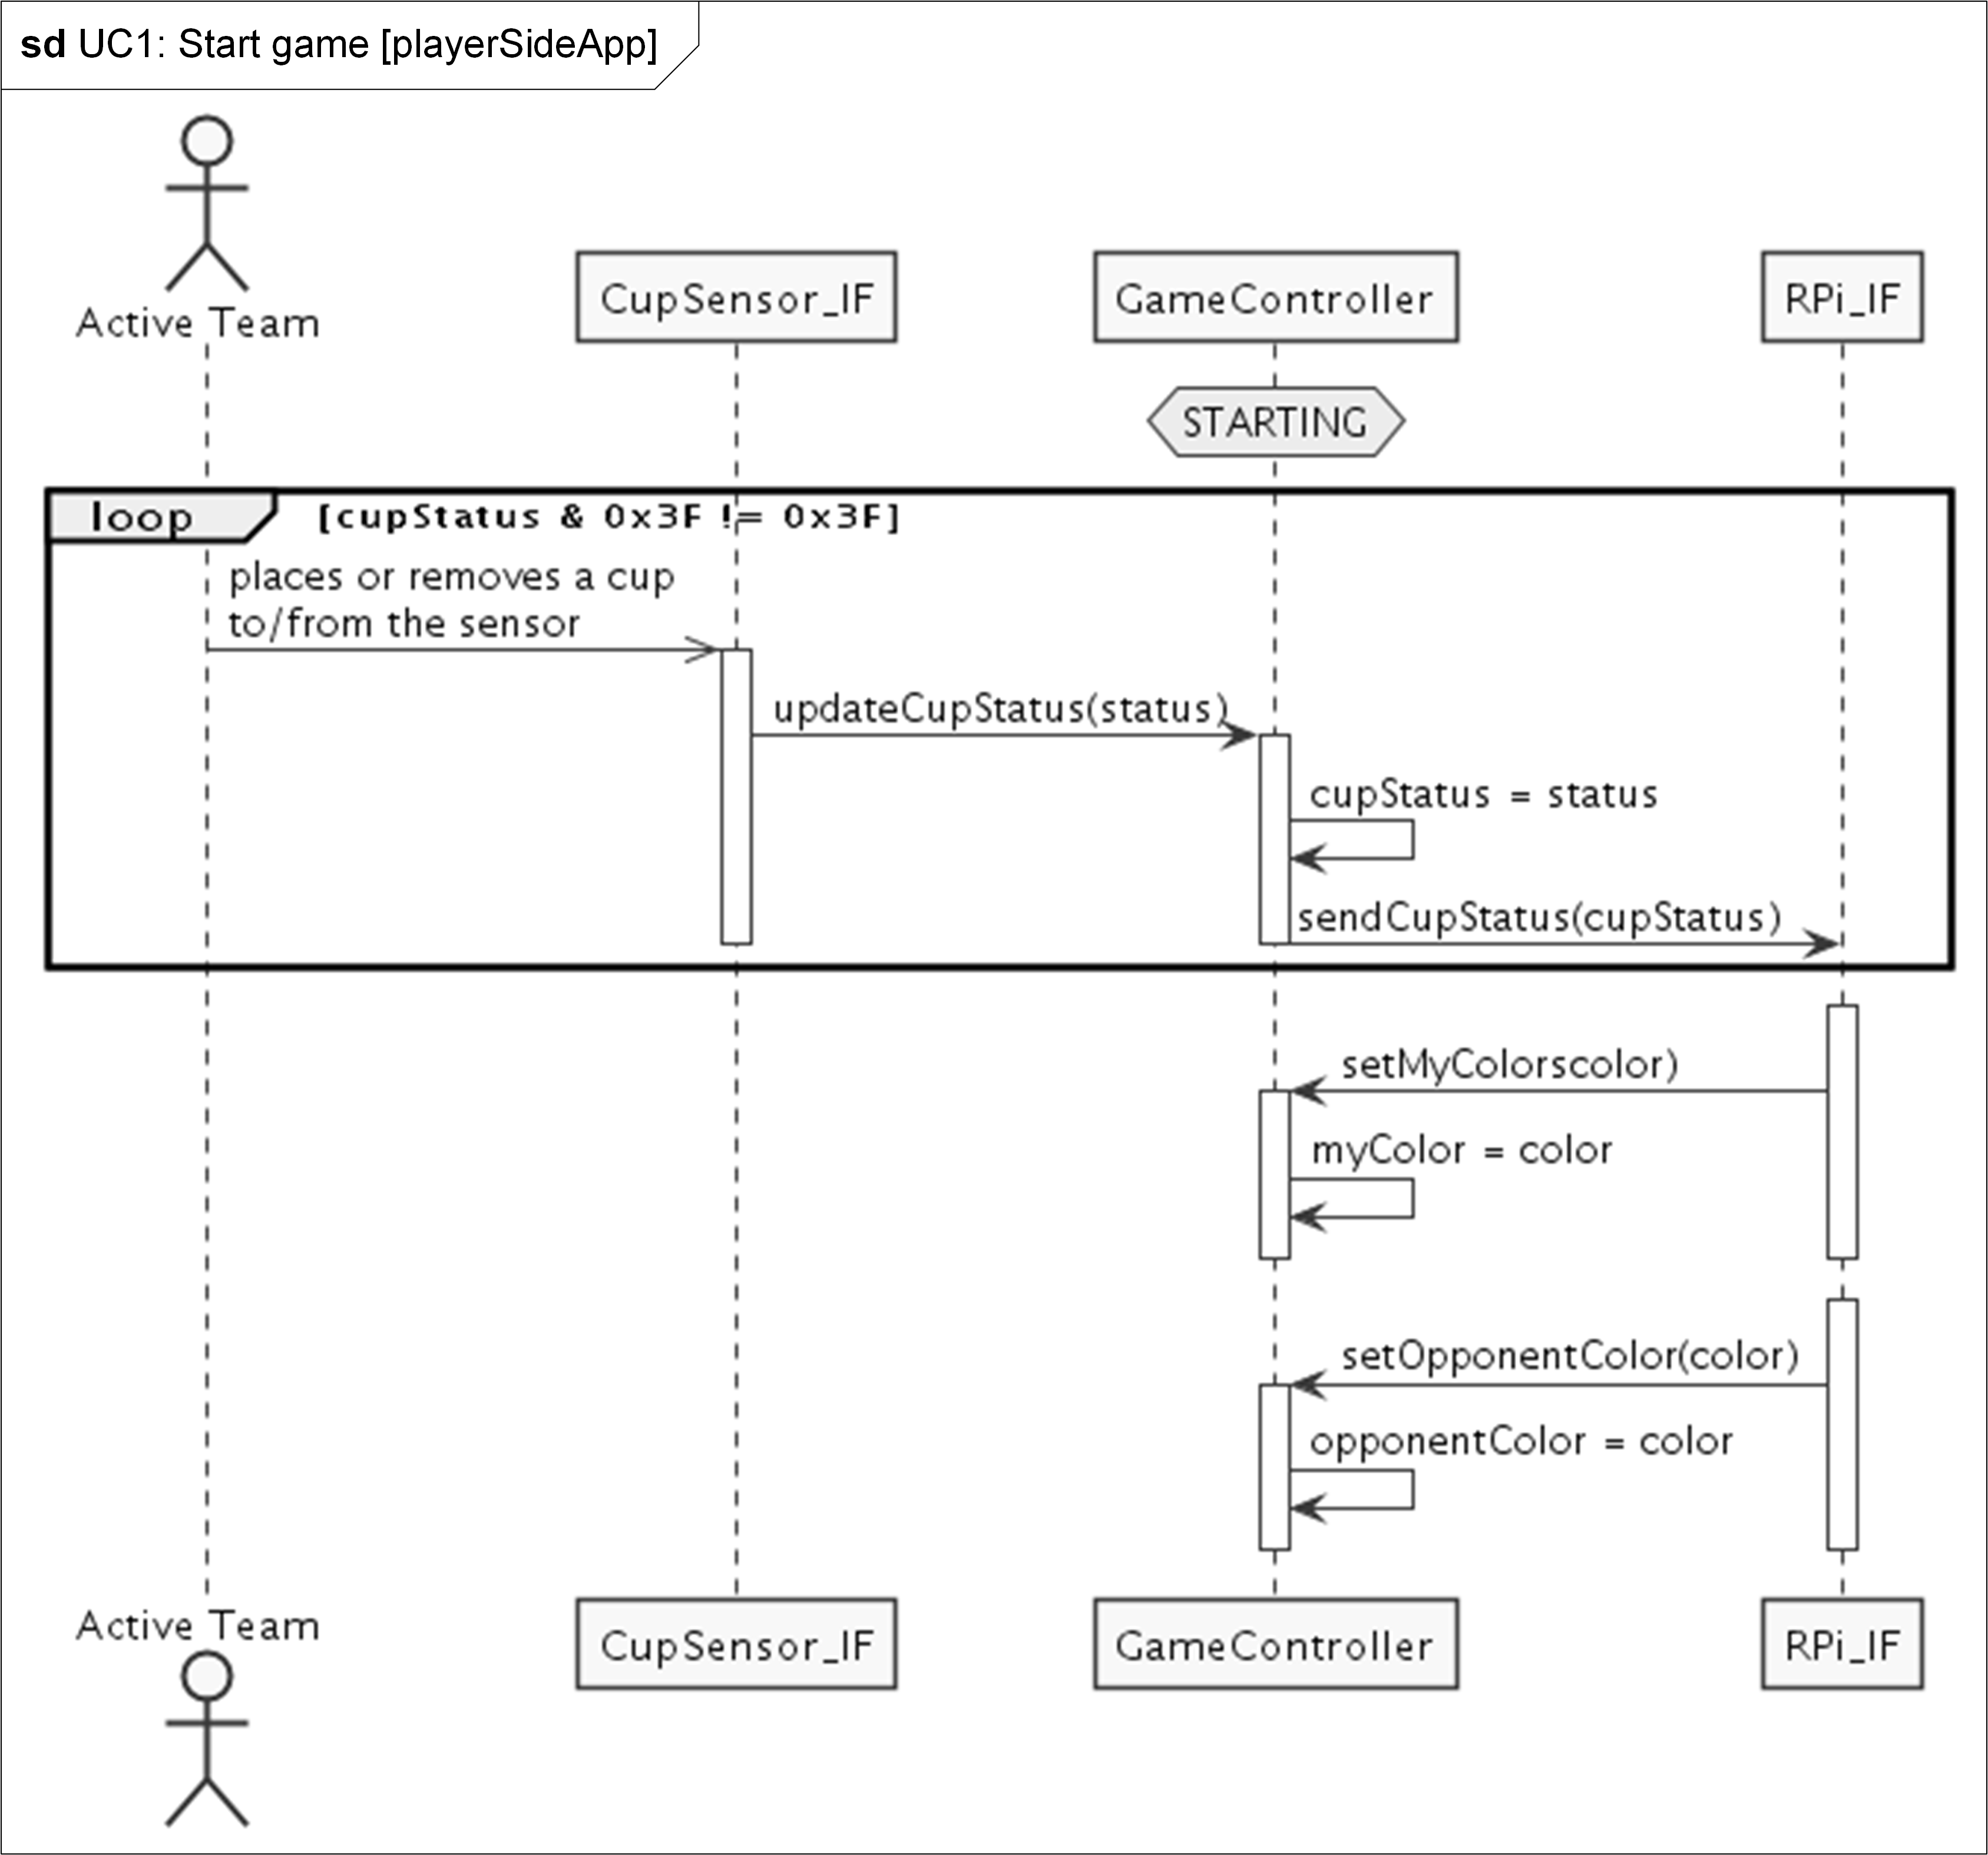 sd UC1: Start game [playerSideApp]
Active Team
CupSensor_IF
GameController
RPi_IF
STARTING
loop
[cupStatus & 0x3F != 0x3F]
places or removes a cup
to/from the sensor
updateCupStatus(status)
cupStatus = status
sendCupStatus(cupStatus)
setMyColorscolor)
myColor = color
setOpponentColor(color)
opponentColor = color
Active Team
CupSensor_IF
GameController
RPi_IF